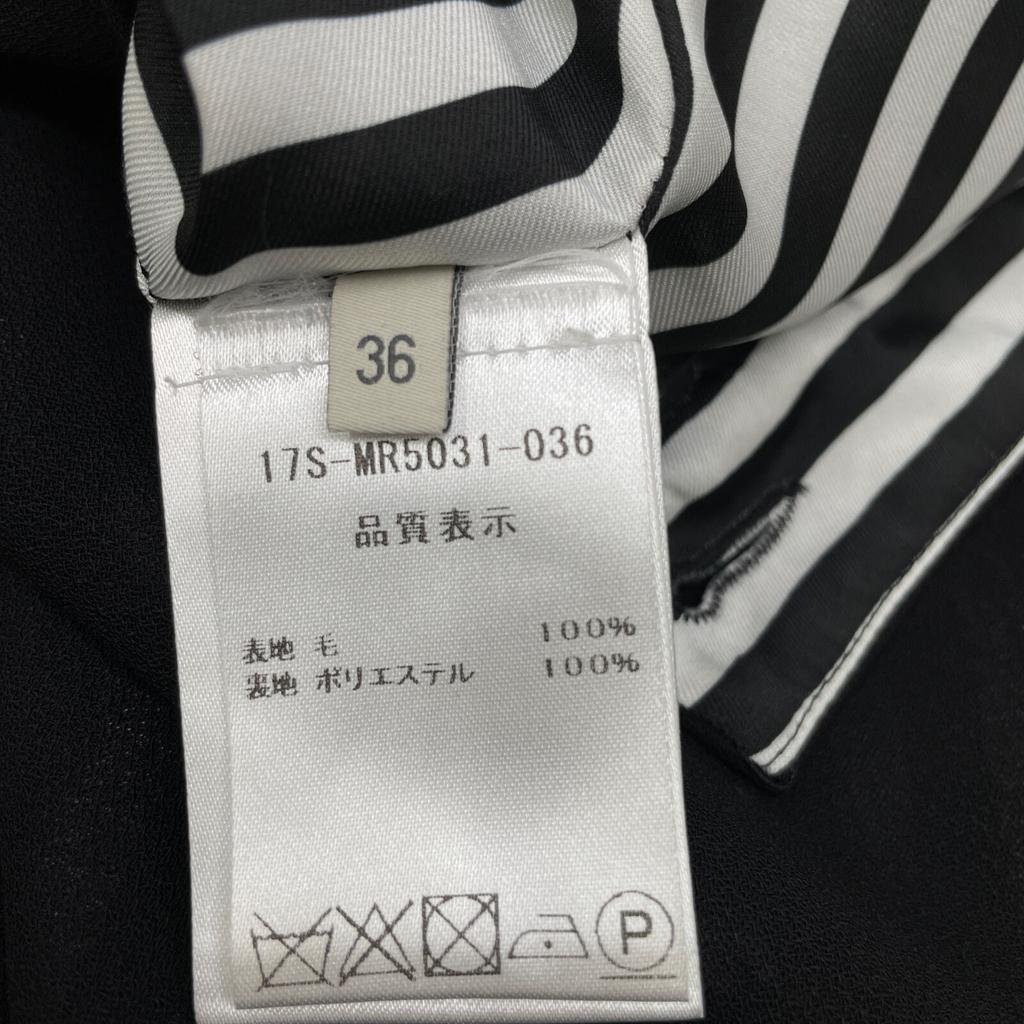 36
17S-MR5031-036
品質表示
表地 毛 100%
裏地 ポリエステル 100%
P